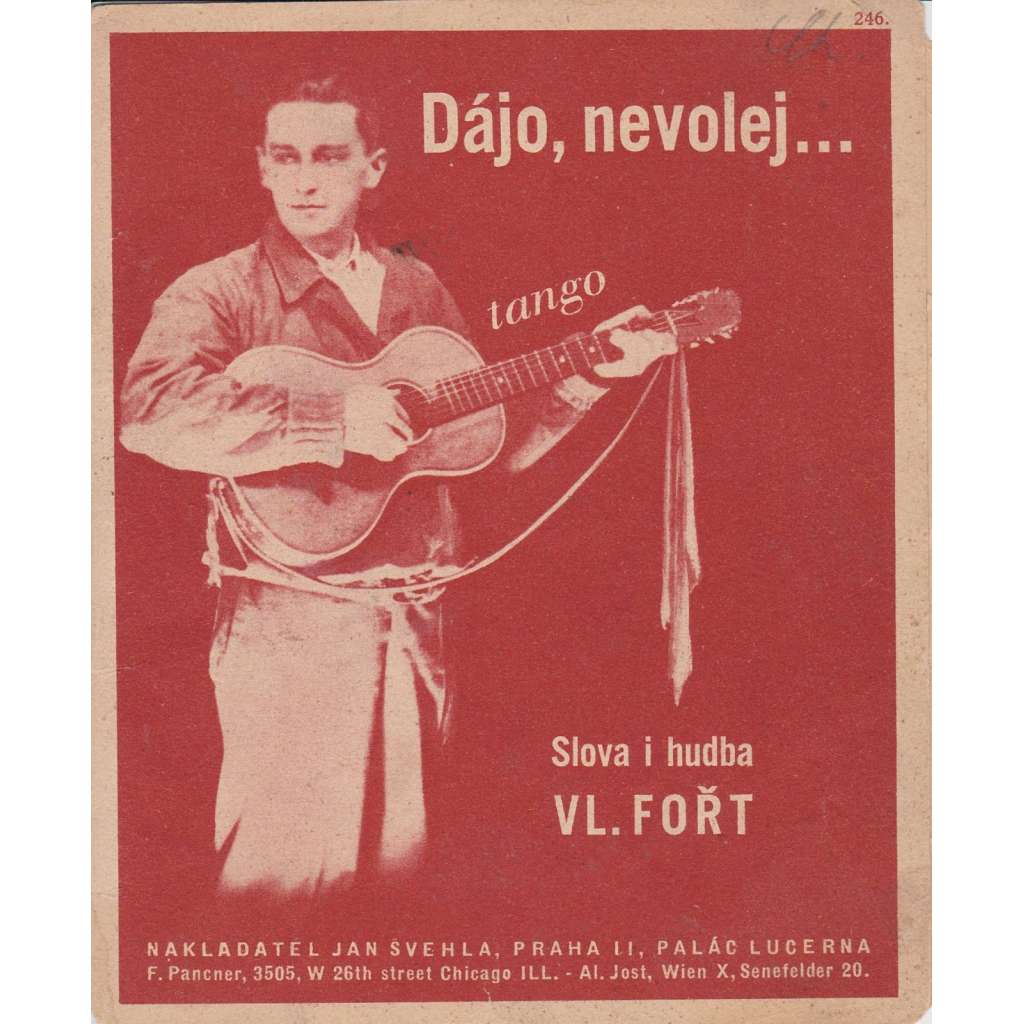 246.
Dájo, nevolej...
tango
Slova i hudba
VL. FOŘT
NAKLADATEL JAN ŠVEHLA, PRAHA II, PALÁC LUCERNA
F. Pancner, 3505, W 26th street Chicago ILL. - Al. Jost, Wien X, Senefelder 20.